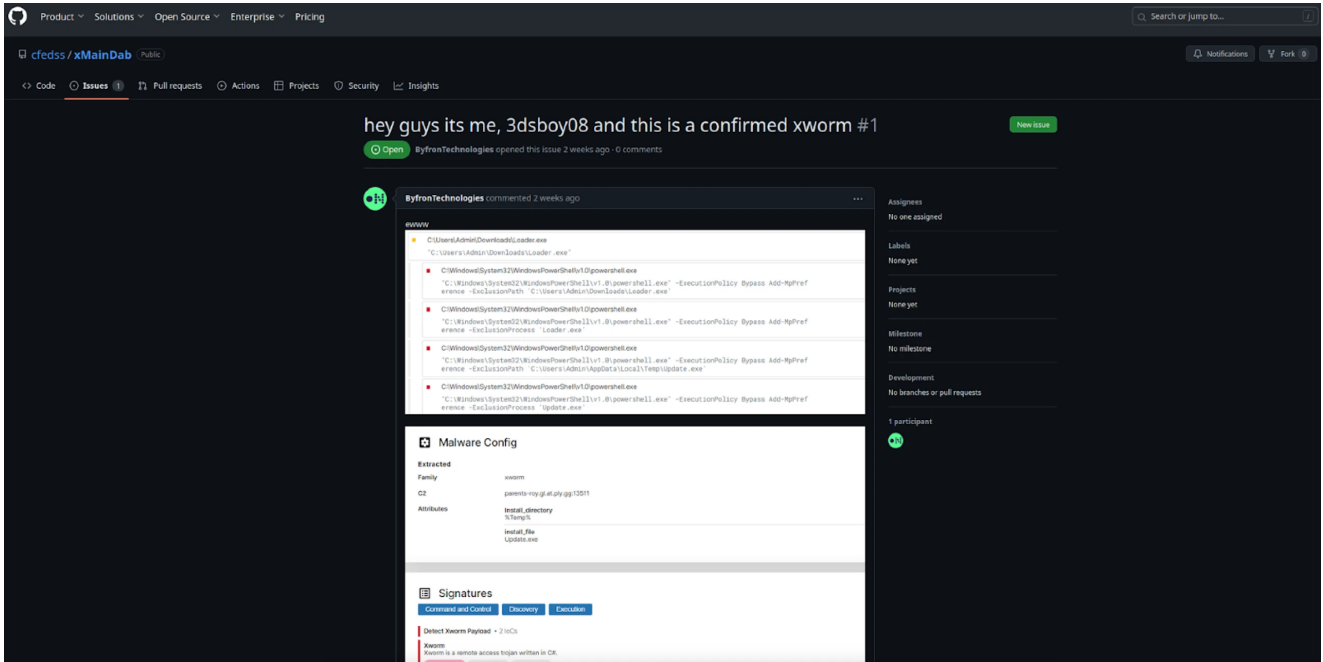 Product Solutions Open Source Enterprise Pricing
Search or jump to... /
cfedss / xMainDab Public
Notifications Fork 0
Code Issues 1 Pull requests Actions Projects Security Insights
hey guys its me, 3dsboy08 and this is a confirmed xworm #1
New issue
Open ByfronTechnologies opened this issue 2 weeks ago · 0 comments
ByfronTechnologies commented 2 weeks ago ...
ewww
C:\Users\Admin\Downloads\Loader.exe
"C:\Users\Admin\Downloads\Loader.exe"
C:\Windows\System32\WindowsPowerShell\v1.0\powershell.exe
"C:\Windows\System32\WindowsPowerShell\v1.0\powershell.exe" -ExecutionPolicy Bypass Add-MpPref
erence -ExclusionPath 'C:\Users\Admin\Downloads\Loader.exe'
C:\Windows\System32\WindowsPowerShell\v1.0\powershell.exe
"C:\Windows\System32\WindowsPowerShell\v1.0\powershell.exe" -ExecutionPolicy Bypass Add-MpPref
erence -ExclusionProcess 'Loader.exe'
C:\Windows\System32\WindowsPowerShell\v1.0\powershell.exe
"C:\Windows\System32\WindowsPowerShell\v1.0\powershell.exe" -ExecutionPolicy Bypass Add-MpPref
erence -ExclusionPath 'C:\Users\Admin\AppData\Local\Temp\Update.exe'
C:\Windows\System32\WindowsPowerShell\v1.0\powershell.exe
"C:\Windows\System32\WindowsPowerShell\v1.0\powershell.exe" -ExecutionPolicy Bypass Add-MpPref
erence -ExclusionProcess 'Update.exe'
Malware Config
Extracted
Family xworm
C2 parents-roy.gl.at.ply.gg:13511
Attributes Install_directory
%Temp%
install_file
Update.exe
Signatures
Command and Control Discovery Execution
Detect Xworm Payload • 2 IoCs
Xworm
Xworm is a remote access trojan written in C#.
Assignees
No one assigned
Labels
None yet
Projects
None yet
Milestone
No milestone
Development
No branches or pull requests
1 participant